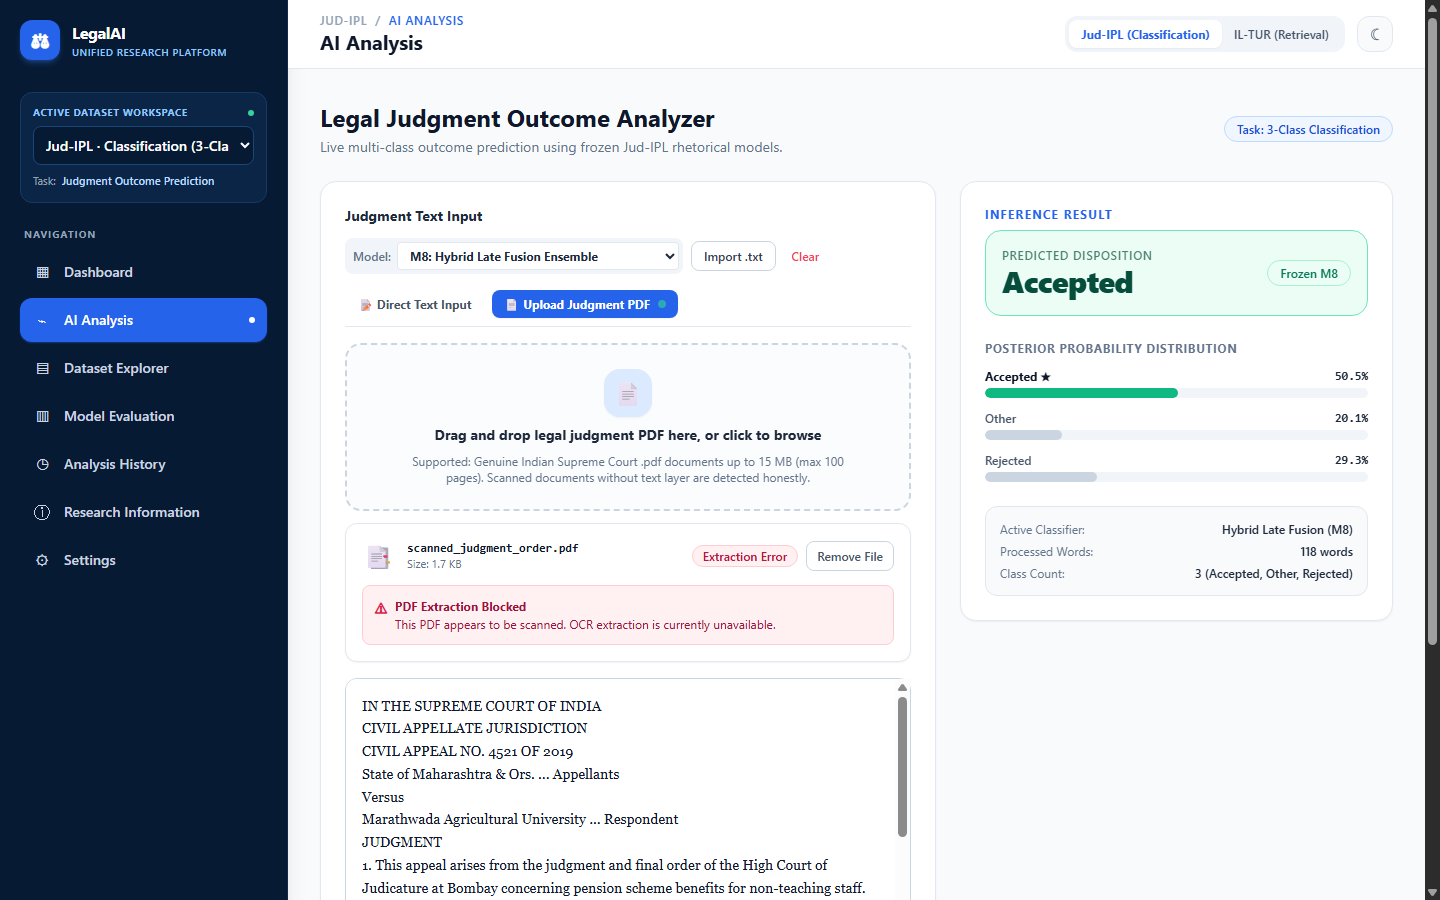 LegalAI
UNIFIED RESEARCH PLATFORM
ACTIVE DATASET WORKSPACE
Jud-IPL · Classification (3-Cla
Task: Judgment Outcome Prediction
NAVIGATION
Dashboard
AI Analysis
Dataset Explorer
Model Evaluation
Analysis History
Research Information
Settings
JUD-IPL / AI ANALYSIS
AI Analysis
Jud-IPL (Classification)
IL-TUR (Retrieval)
Legal Judgment Outcome Analyzer
Live multi-class outcome prediction using frozen Jud-IPL rhetorical models.
Task: 3-Class Classification
Judgment Text Input
Model: M8: Hybrid Late Fusion Ensemble
Import .txt
Clear
Direct Text Input
Upload Judgment PDF
Drag and drop legal judgment PDF here, or click to browse
Supported: Genuine Indian Supreme Court .pdf documents up to 15 MB (max 100
pages). Scanned documents without text layer are detected honestly.
scanned_judgment_order.pdf
Size: 1.7 KB
Extraction Error
Remove File
PDF Extraction Blocked
This PDF appears to be scanned. OCR extraction is currently unavailable.
IN THE SUPREME COURT OF INDIA
CIVIL APPELLATE JURISDICTION
CIVIL APPEAL NO. 4521 OF 2019
State of Maharashtra & Ors. ... Appellants
Versus
Marathwada Agricultural University ... Respondent
JUDGMENT
1. This appeal arises from the judgment and final order of the High Court of
Judicature at Bombay concerning pension scheme benefits for non-teaching staff.
INFERENCE RESULT
PREDICTED DISPOSITION
Accepted
Frozen M8
POSTERIOR PROBABILITY DISTRIBUTION
Accepted ★ 50.5%
Other 20.1%
Rejected 29.3%
Active Classifier: Hybrid Late Fusion (M8)
Processed Words: 118 words
Class Count: 3 (Accepted, Other, Rejected)